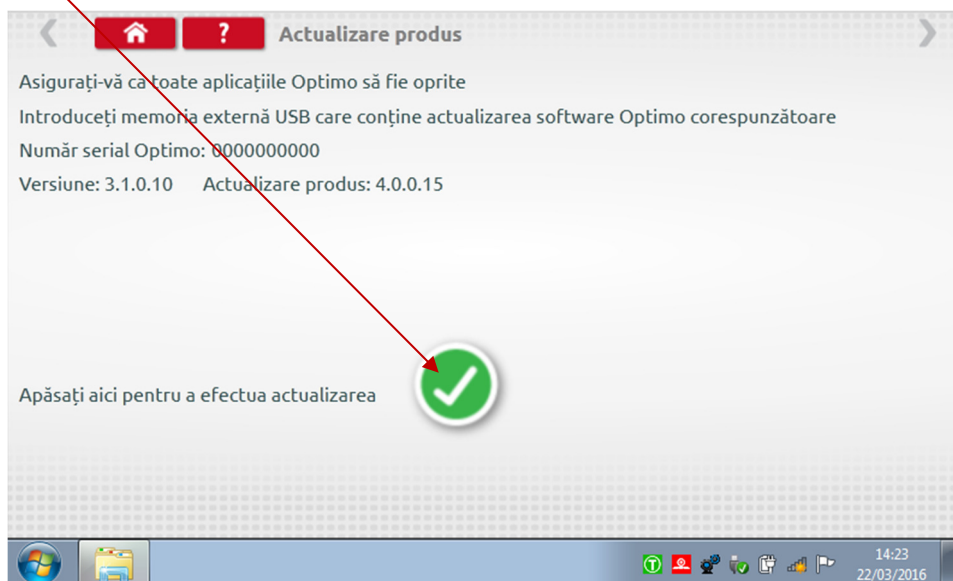 ? Actualizare produs
Asigurați-vă ca toate aplicațiile Optimo să fie oprite
Introduceți memoria externă USB care conține actualizarea software Optimo corespunzătoare
Număr serial Optimo: 0000000000
Versiune: 3.1.0.10 Actualizare produs: 4.0.0.15
Apăsați aici pentru a efectua actualizarea
T
14:23
22/03/2016